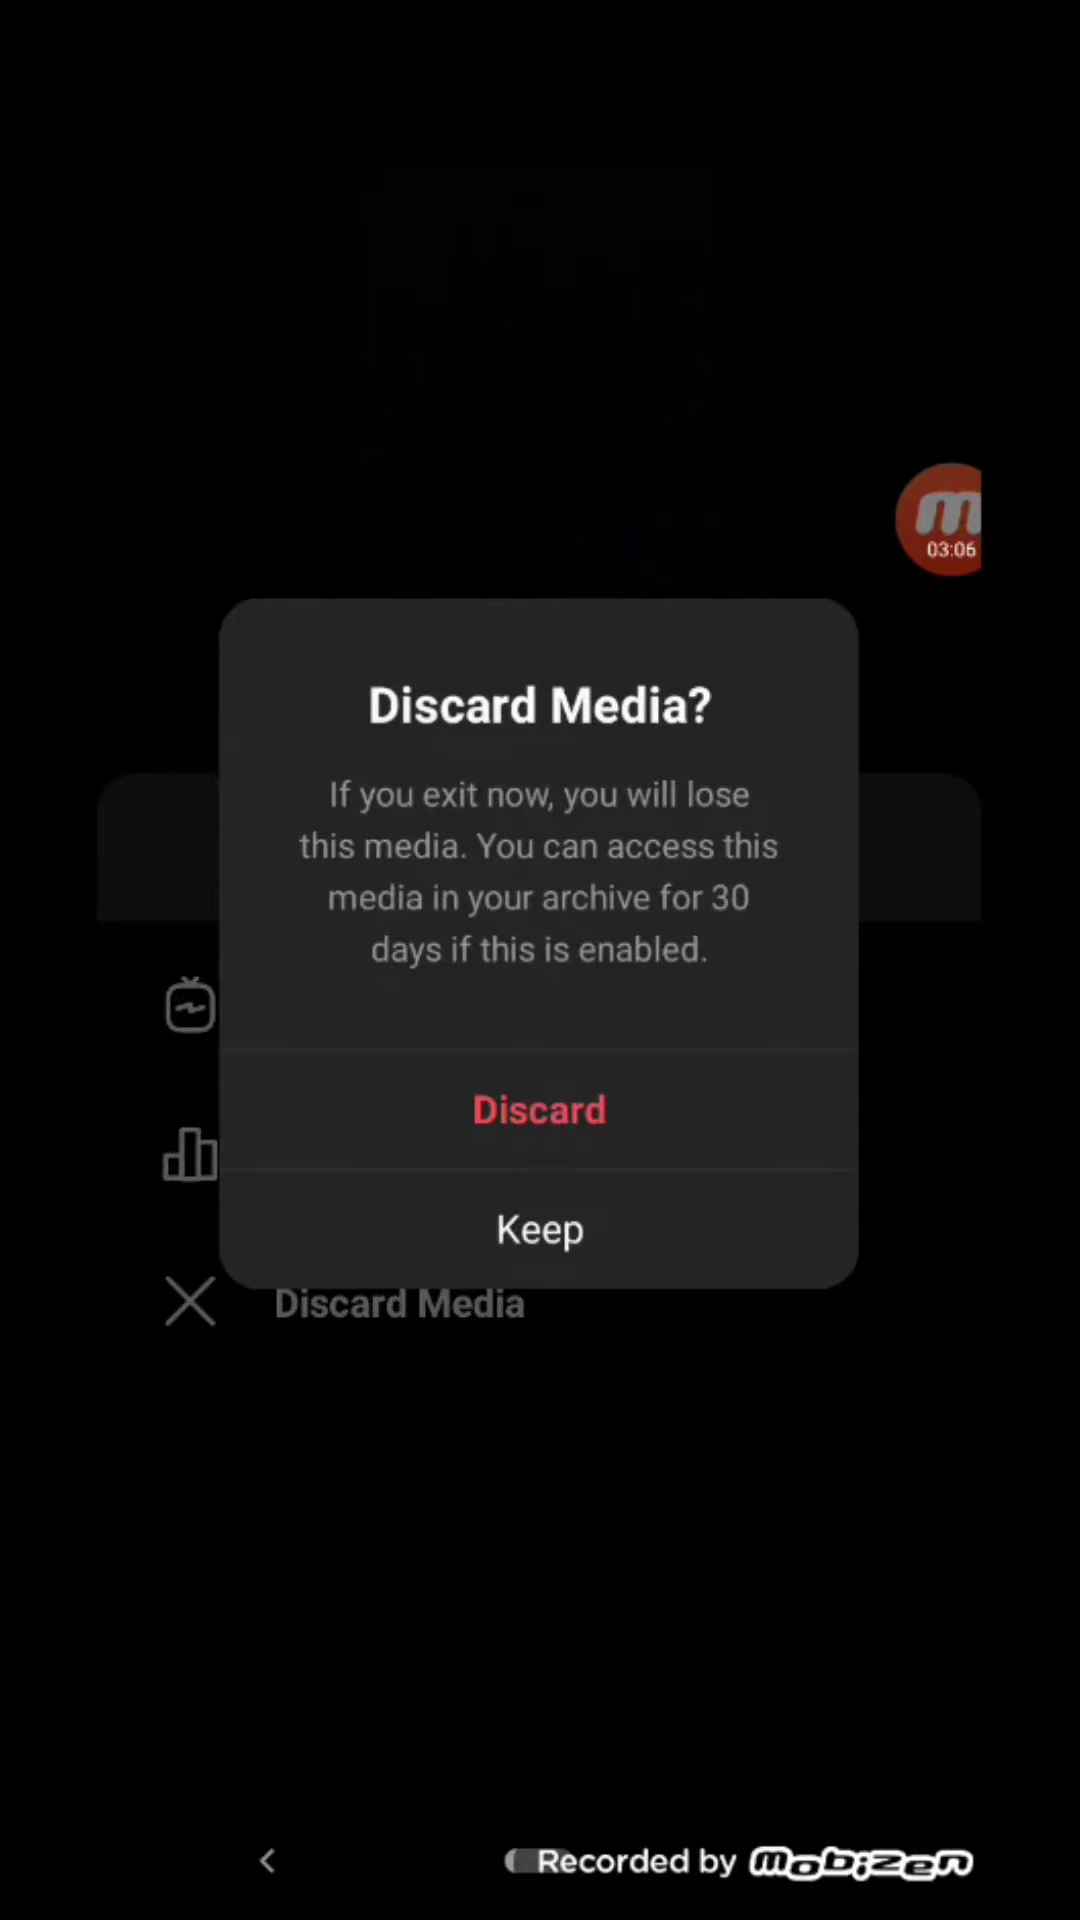 m
03:06
Discard Media?
If you exit now, you will lose
this media. You can access this
media in your archive for 30
days if this is enabled.
Discard
Keep
Discard Media
Recorded by mobizen